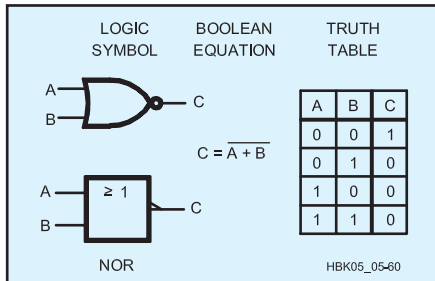 LOGIC SYMBOL
BOOLEAN EQUATION
TRUTH TABLE
A
B
C
C = \overline{A + B}
A
B
≥ 1
C
NOR
A B C
0 0 1
0 1 0
1 0 0
1 1 0
HBK05_05-60